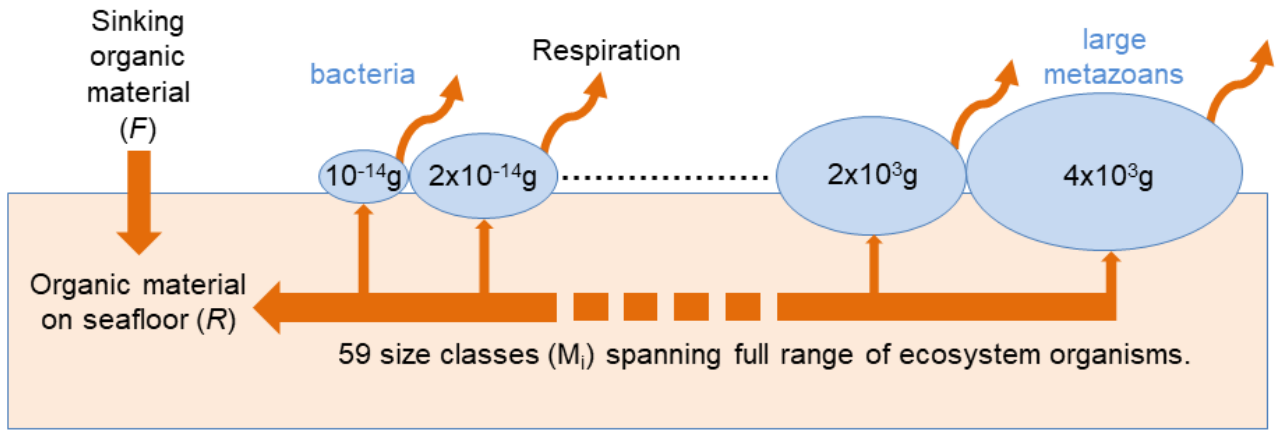 Sinking
organic
material
(F)
bacteria
Respiration
large
metazoans
10⁻¹⁴g
2x10⁻¹⁴g
2x10³g
4x10³g
Organic material
on seafloor (R)
59 size classes (Mᵢ) spanning full range of ecosystem organisms.